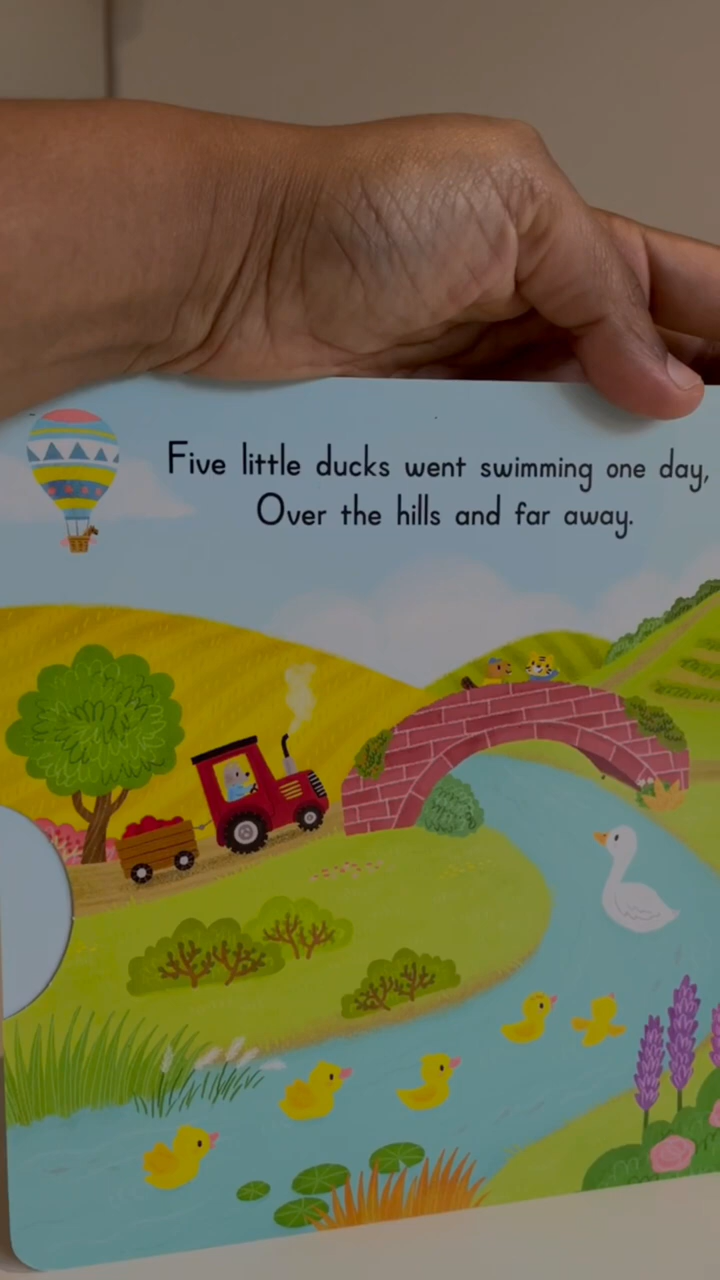 Five little ducks went swimming one day,
Over the hills and far away.